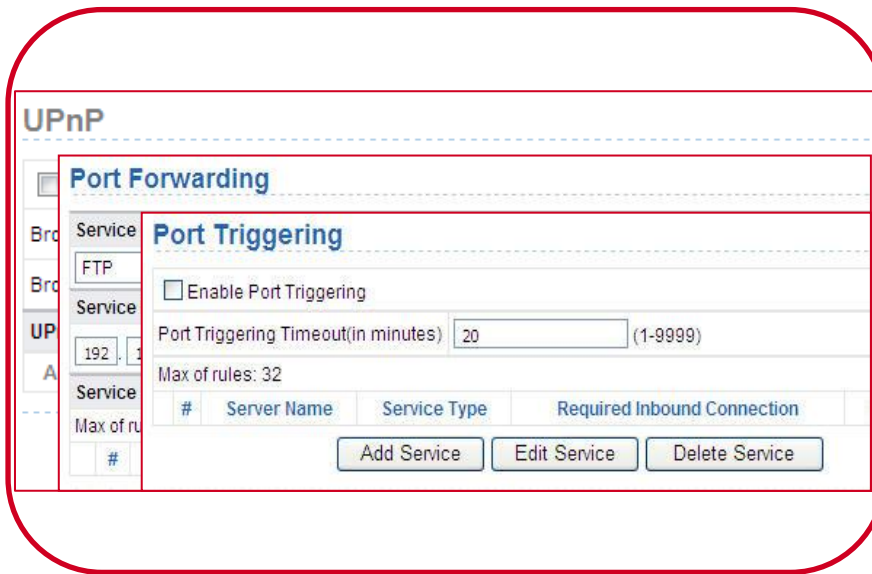 UPnP
Port Forwarding
Service
FTP
Service
192 .
Service
Max of
#
Port Triggering
Enable Port Triggering
Port Triggering Timeout(in minutes) 20 (1-9999)
Max of rules: 32
# Server Name Service Type Required Inbound Connection
Add Service Edit Service Delete Service